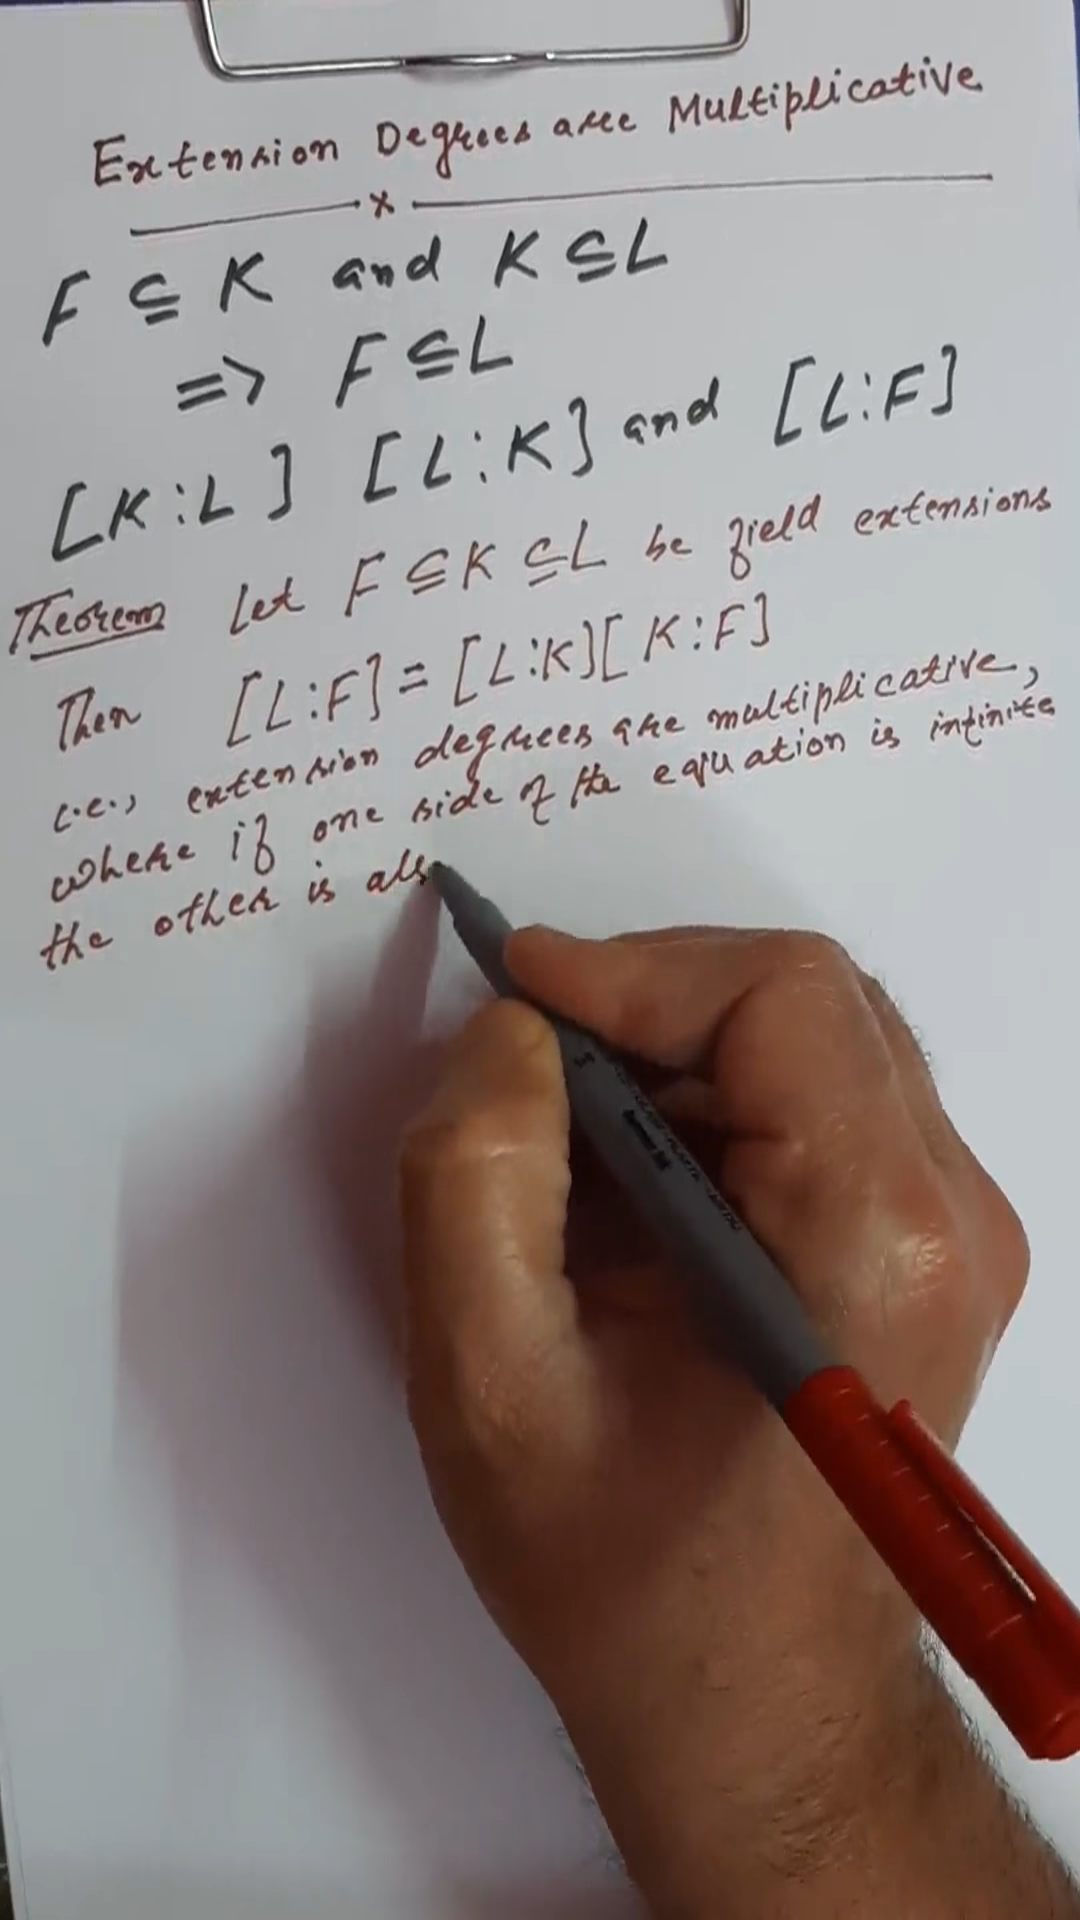 Extension Degrees are Multiplicative
x
F ⊆ K and K ⊆ L
=> F ⊆ L
[K:L] [L:K] and [L:F]
Theorem Let F ⊆ K ⊆ L be field extensions
Then [L:F] = [L:K][K:F]
i.e., extension degrees are multiplicative,
where if one side of the equation is infinite
the other is als